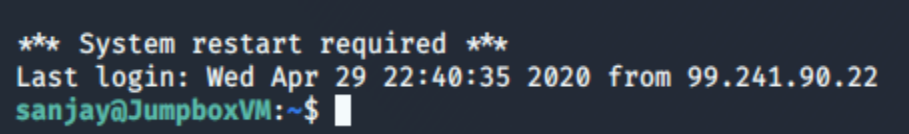 *** System restart required ***
Last login: Wed Apr 29 22:40:35 2020 from 99.241.90.22
sanjay@JumpboxVM:~$